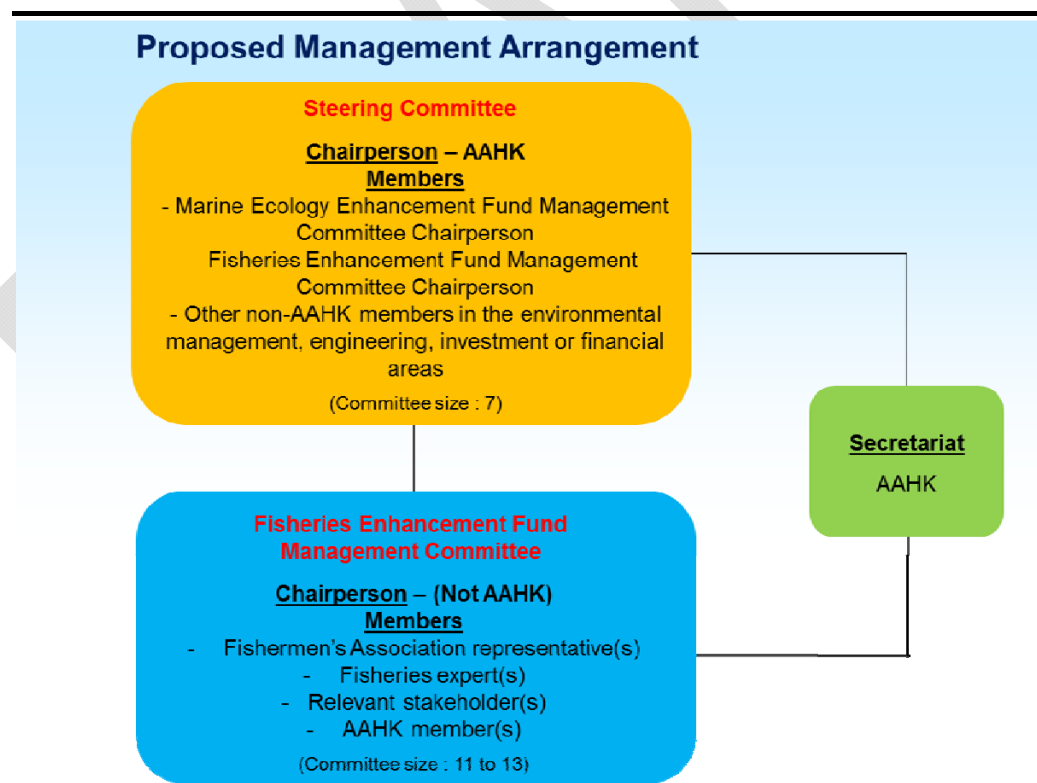 Proposed Management Arrangement
Steering Committee
Chairperson – AAHK
Members
- Marine Ecology Enhancement Fund Management
Committee Chairperson
Fisheries Enhancement Fund Management
Committee Chairperson
- Other non-AAHK members in the environmental
management, engineering, investment or financial
areas
(Committee size : 7)
Secretariat
AAHK
Fisheries Enhancement Fund
Management Committee
Chairperson – (Not AAHK)
Members
- Fishermen's Association representative(s)
- Fisheries expert(s)
- Relevant stakeholder(s)
- AAHK member(s)
(Committee size : 11 to 13)